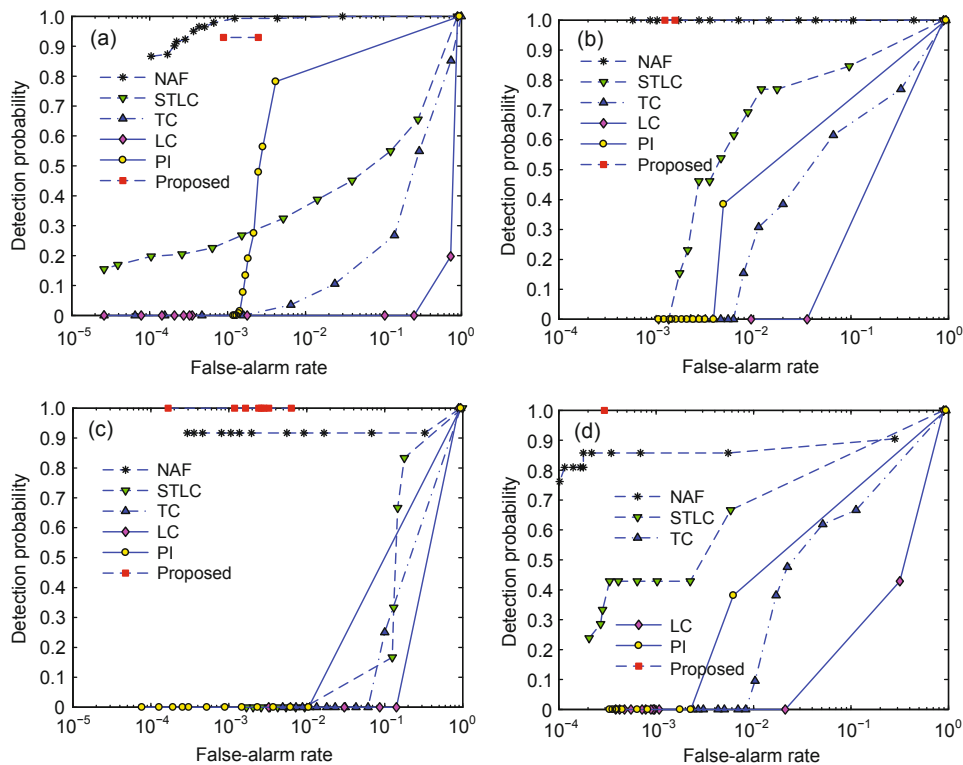 (a)
Detection probability
1.0
0.9
0.8
0.7
0.6
0.5
0.4
0.3
0.2
0.1
0
NAF
STLC
TC
LC
PI
Proposed
10−5
10−4
10−3
10−2
10−1
100
False-alarm rate
(b)
Detection probability
1.0
0.9
0.8
0.7
0.6
0.5
0.4
0.3
0.2
0.1
0
NAF
STLC
TC
LC
PI
Proposed
10−4
10−3
10−2
10−1
100
False-alarm rate
(c)
Detection probability
1.0
0.9
0.8
0.7
0.6
0.5
0.4
0.3
0.2
0.1
0
NAF
STLC
TC
LC
PI
Proposed
10−5
10−4
10−3
10−2
10−1
100
False-alarm rate
(d)
Detection probability
1.0
0.9
0.8
0.7
0.6
0.5
0.4
0.3
0.2
0.1
0
NAF
STLC
TC
LC
PI
Proposed
10−4
10−3
10−2
10−1
100
False-alarm rate